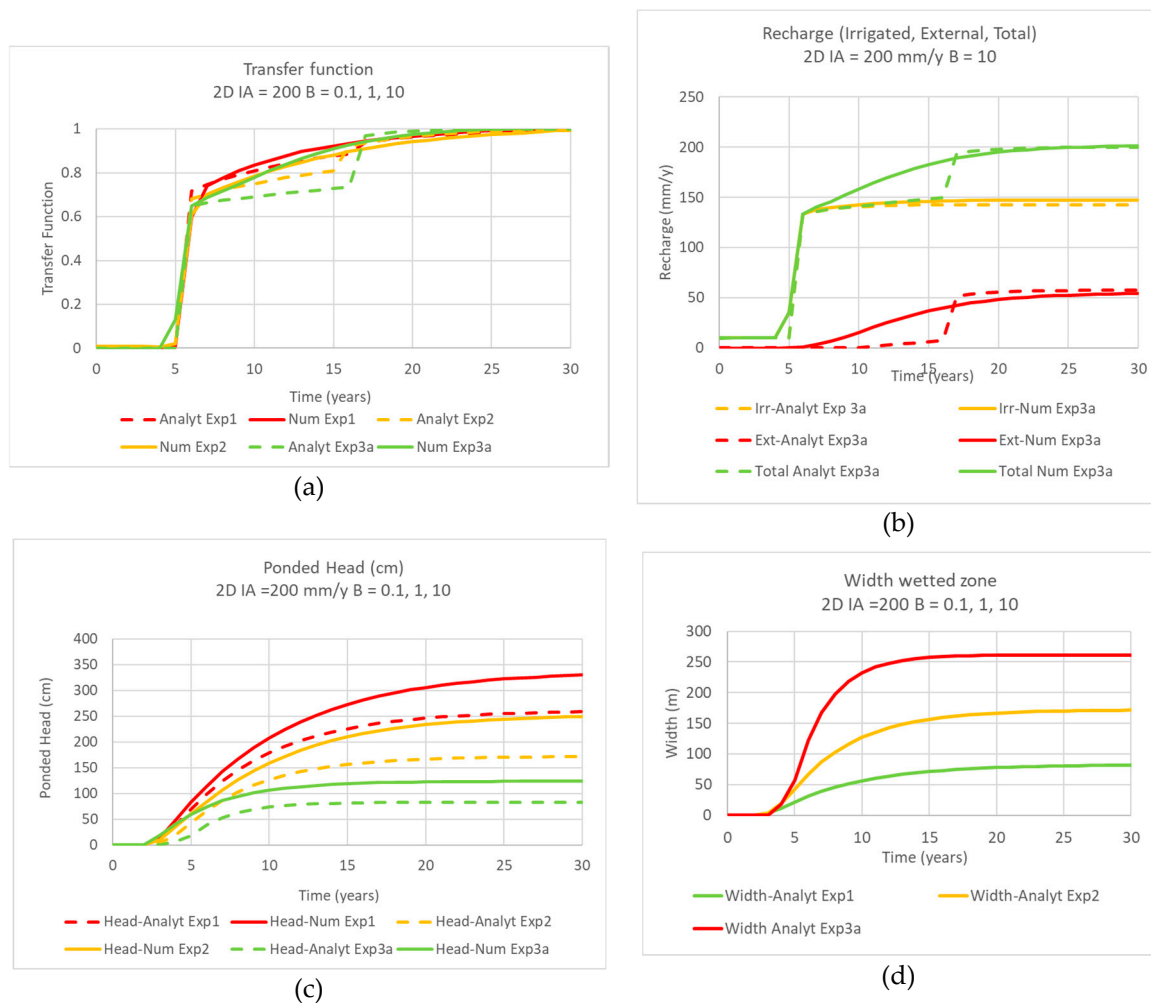 Transfer function
2D IA = 200 B = 0.1, 1, 10
Transfer Function
1
0.8
0.6
0.4
0.2
0
0 5 10 15 20 25 30
Time (years)
Analyt Exp1 Num Exp1 Analyt Exp2
Num Exp2 Analyt Exp3a Num Exp3a
(a)
Recharge (Irrigated, External, Total)
2D IA = 200 mm/y B = 10
Recharge (mm/y)
250
200
150
100
50
0
0 5 10 15 20 25 30
Time (years)
Irr-Analyt Exp 3a Irr-Num Exp3a
Ext-Analyt Exp3a Ext-Num Exp3a
Total Analyt Exp3a Total Num Exp3a
(b)
Ponded Head (cm)
2D IA =200 mm/y B = 0.1, 1, 10
Ponded Head (cm)
400
350
300
250
200
150
100
50
0
0 5 10 15 20 25 30
Time (years)
Head-Analyt Exp1 Head-Num Exp1 Head-Analyt Exp2
Head-Num Exp2 Head-Analyt Exp3a Head-Num Exp3a
(c)
Width wetted zone
2D IA =200 B = 0.1, 1, 10
Width (m)
300
250
200
150
100
50
0
0 5 10 15 20 25 30
Time (years)
Width-Analyt Exp1 Width-Analyt Exp2
Width Analyt Exp3a
(d)